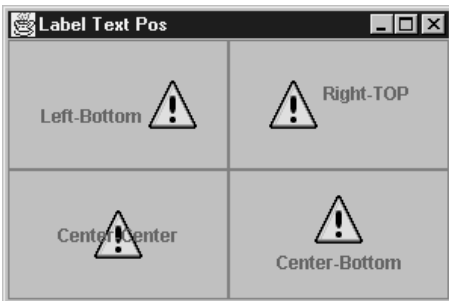 Label Text Pos
Left-Bottom
Right-TOP
Center-Center
Center-Bottom